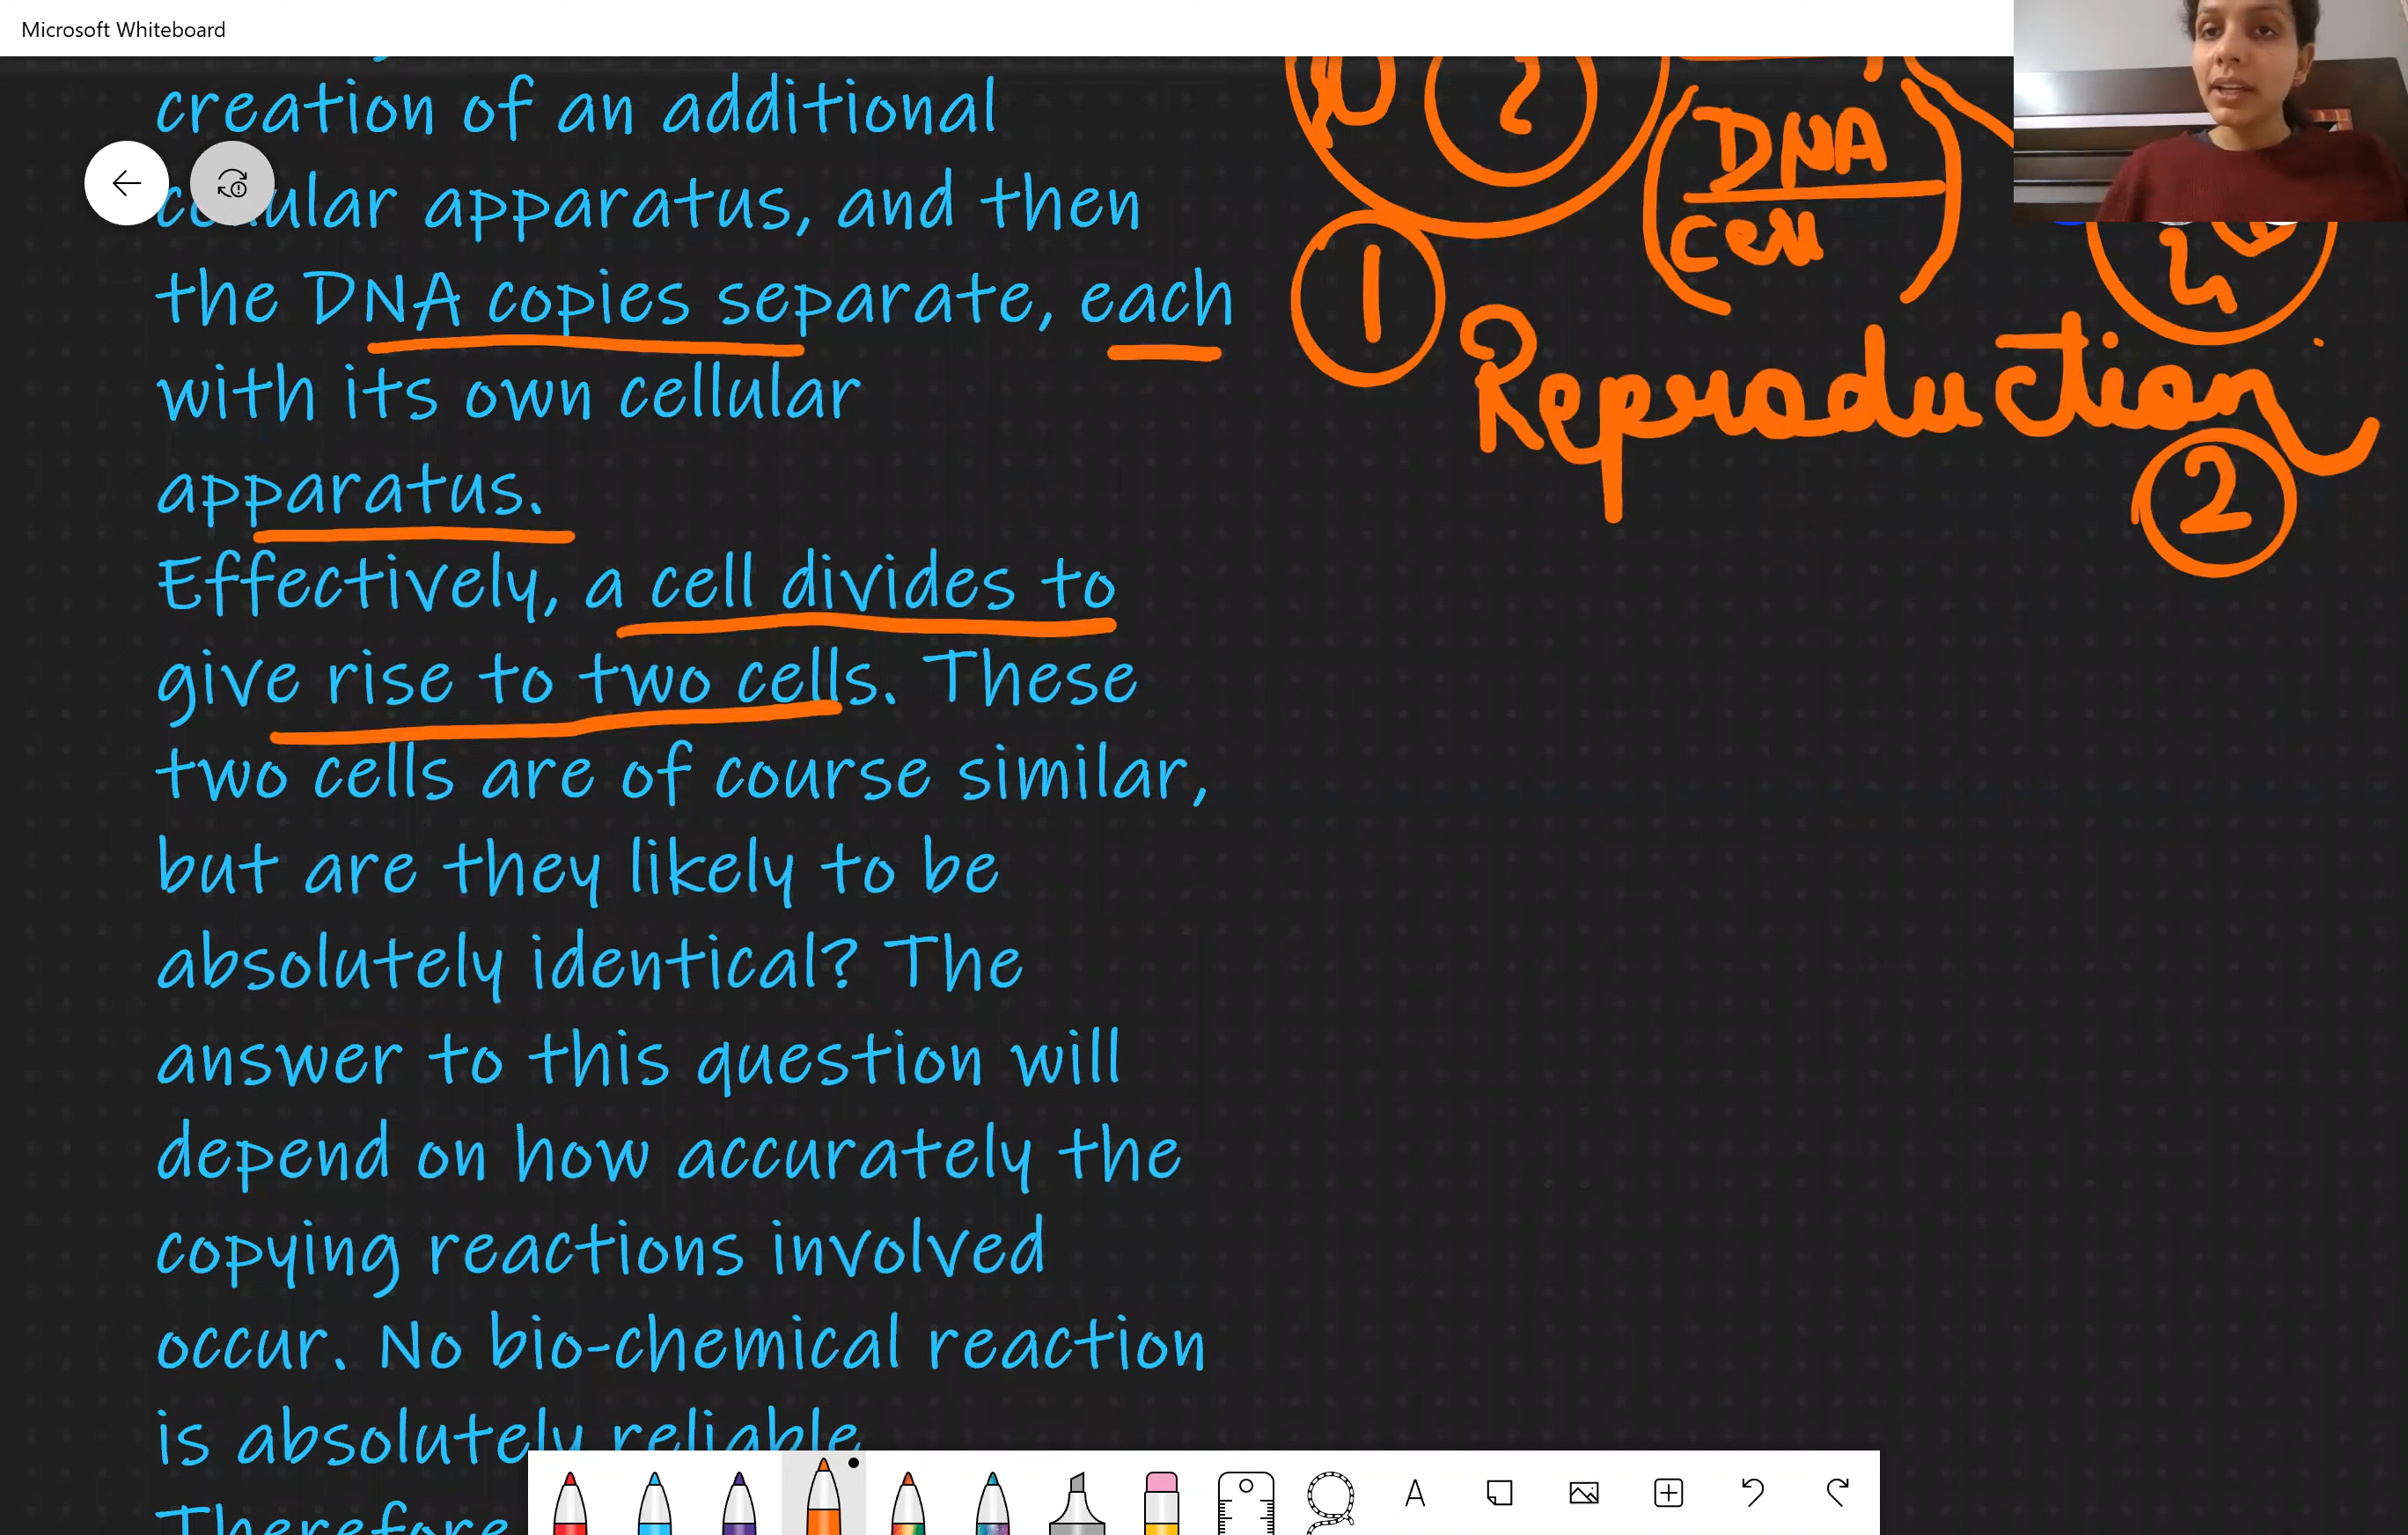 Microsoft Whiteboard
creation of an additional
ular apparatus, and then
the DNA copies separate, each
with its own cellular
apparatus.
Effectively, a cell divides to
give rise to two cells. These
two cells are of course similar,
but are they likely to be
absolutely identical? The
answer to this question will
depend on how accurately the
copying reactions involved
occur. No bio-chemical reaction
is absolutely reliable
Therefore
DNA
Cell
1
Reproduction
2
A